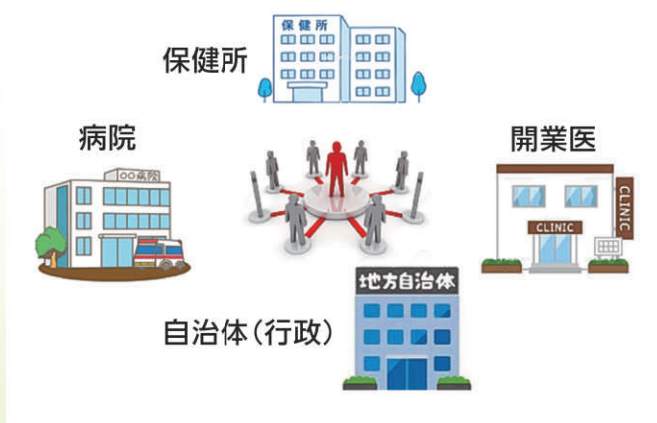 保健所
保健所
病院
○○病院
開業医
CLINIC
CLINIC
地方自治体
自治体（行政）